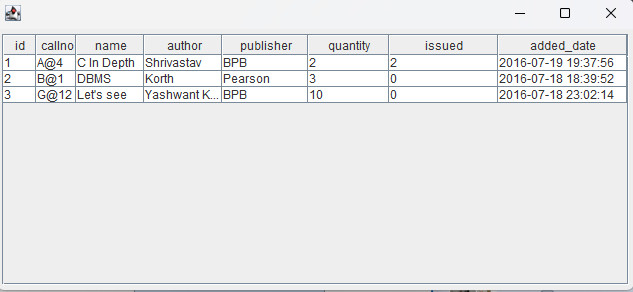 id callno name author publisher quantity issued added_date
1 A@4 C In Depth Shrivastav BPB 2 2 2016-07-19 19:37:56
2 B@1 DBMS Korth Pearson 3 0 2016-07-18 18:39:52
3 G@12 Let's see Yashwant K... BPB 10 0 2016-07-18 23:02:14